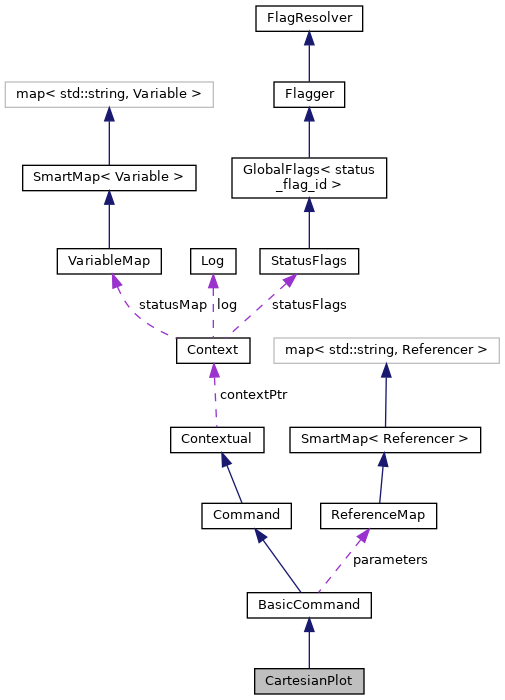 FlagResolver
map< std::string, Variable >
Flagger
SmartMap< Variable >
GlobalFlags< status
_flag_id >
VariableMap
Log
StatusFlags
statusMap
log
statusFlags
Context
map< std::string, Referencer >
contextPtr
Contextual
SmartMap< Referencer >
Command
ReferenceMap
parameters
BasicCommand
CartesianPlot